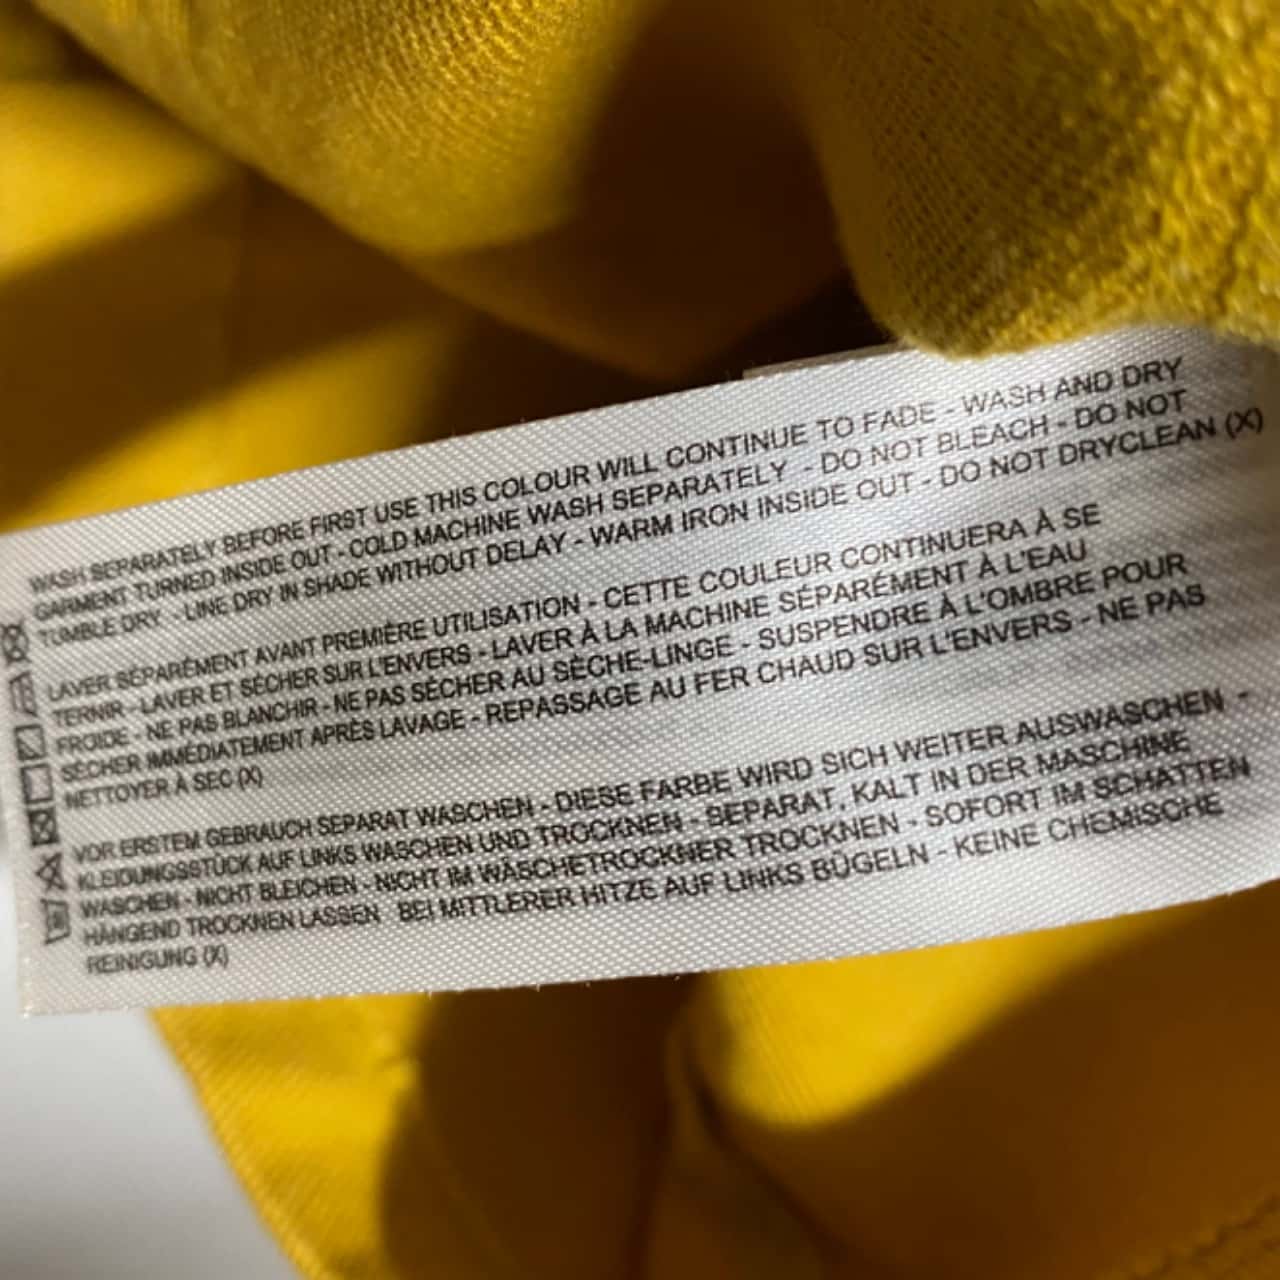 WASH SEPARATELY BEFORE FIRST USE THIS COLOUR WILL CONTINUE TO FADE - WASH AND DRY
GARMENT TURNED INSIDE OUT - COLD MACHINE WASH SEPARATELY - DO NOT BLEACH - DO NOT
TUMBLE DRY - LINE DRY IN SHADE WITHOUT DELAY - WARM IRON INSIDE OUT - DO NOT DRYCLEAN (X)
LAVER SÉPARÉMENT AVANT PREMIÈRE UTILISATION - CETTE COULEUR CONTINUERA À SE
TERNIR - LAVER ET SÉCHER SUR L'ENVERS - LAVER À LA MACHINE SÉPARÉMENT À L'EAU
FROIDE - NE PAS BLANCHIR - NE PAS SÉCHER AU SÈCHE-LINGE - SUSPENDRE À L'OMBRE POUR
SÉCHER IMMÉDIATEMENT APRÈS LAVAGE - REPASSAGE AU FER CHAUD SUR L'ENVERS - NE PAS
NETTOYER À SEC (X)
VOR ERSTEM GEBRAUCH SEPARAT WASCHEN - DIESE FARBE WIRD SICH WEITER AUSWASCHEN -
KLEIDUNGSSTÜCK AUF LINKS WASCHEN UND TROCKNEN - SEPARAT, KALT IN DER MASCHINE
WASCHEN - NICHT BLEICHEN - NICHT IM WÄSCHETROCKNER TROCKNEN - SOFORT IM SCHATTEN
HÄNGEND TROCKNEN LASSEN BEI MITTLERER HITZE AUF LINKS BÜGELN - KEINE CHEMISCHE
REINIGUNG (X)